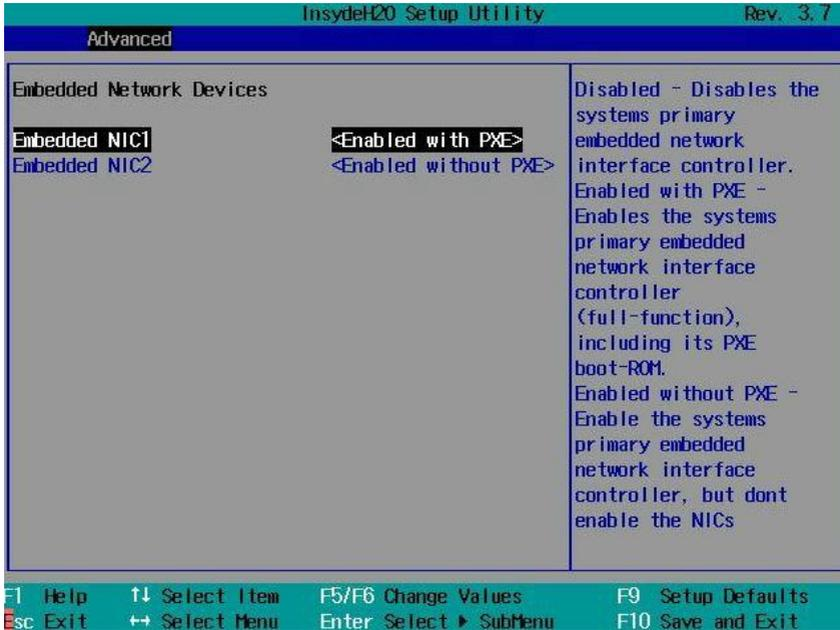 InsydeH2O Setup Utility Rev. 3.7
Advanced
Embedded Network Devices
Embedded NIC1 <Enabled with PXE>
Embedded NIC2 <Enabled without PXE>
Disabled - Disables the
systems primary
embedded network
interface controller.
Enabled with PXE -
Enables the systems
primary embedded
network interface
controller
(full-function),
including its PXE
boot-ROM.
Enabled without PXE -
Enable the systems
primary embedded
network interface
controller, but dont
enable the NICs
F1 Help ↑↓ Select Item F5/F6 Change Values F9 Setup Defaults
Esc Exit ↔ Select Menu Enter Select ▶ SubMenu F10 Save and Exit